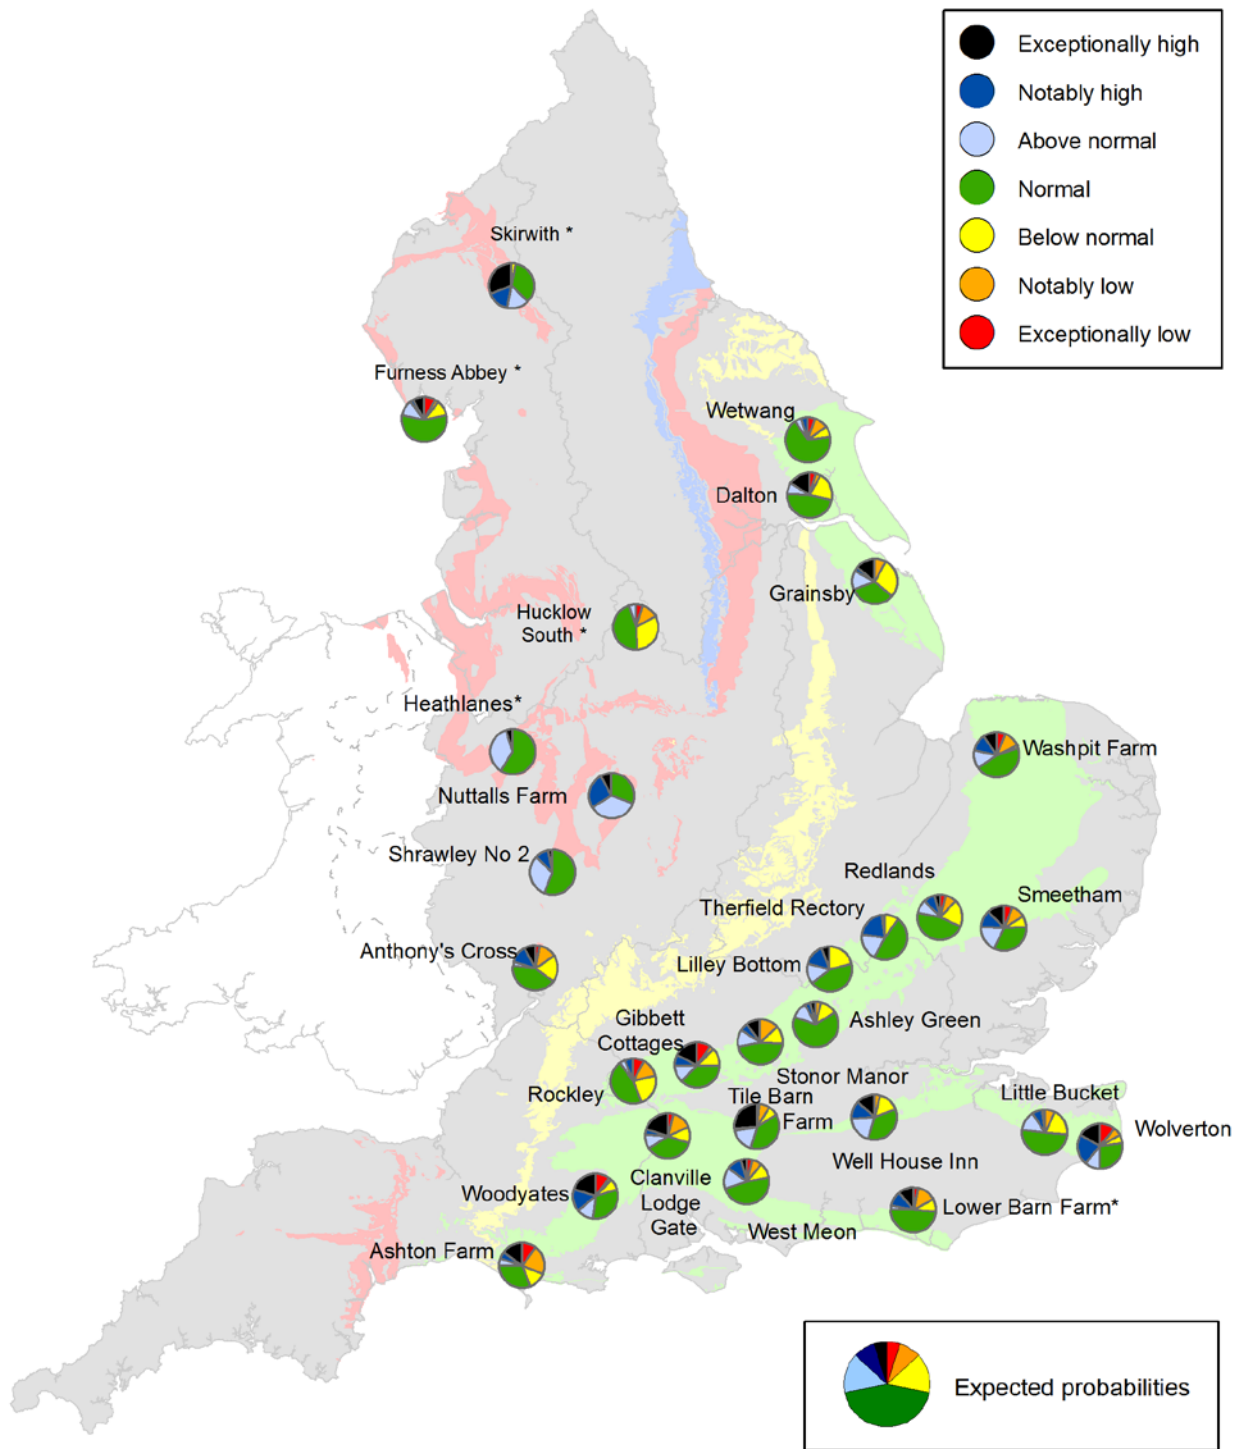 Exceptionally high
Notably high
Above normal
Normal
Below normal
Notably low
Exceptionally low
Skirwith *
Furness Abbey *
Wetwang
Dalton
Grainsby
Hucklow
South *
Heathlanes*
Nuttalls Farm
Washpit Farm
Shrawley No 2
Redlands
Smeetham
Therfield Rectory
Anthony's Cross
Lilley Bottom
Gibbett
Cottages
Ashley Green
Rockley
Stonor Manor
Tile Barn
Farm
Little Bucket
Wolverton
Well House Inn
Woodyates
Clanville
Lodge
Gate
Lower Barn Farm*
West Meon
Ashton Farm
Expected probabilities